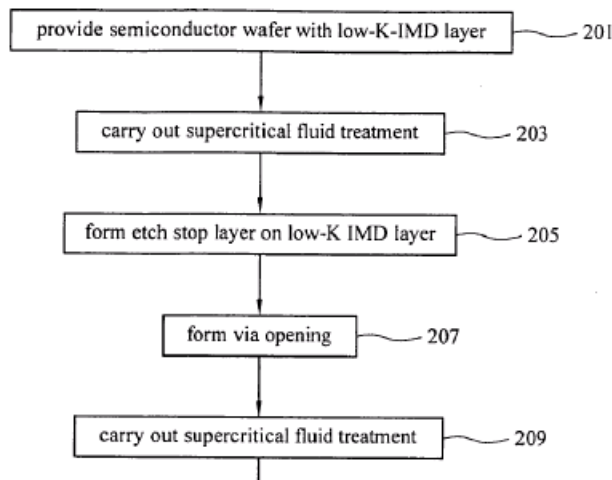 provide semiconductor wafer with low-K-IMD layer 201
carry out supercritical fluid treatment 203
form etch stop layer on low-K IMD layer 205
form via opening 207
carry out supercritical fluid treatment 209